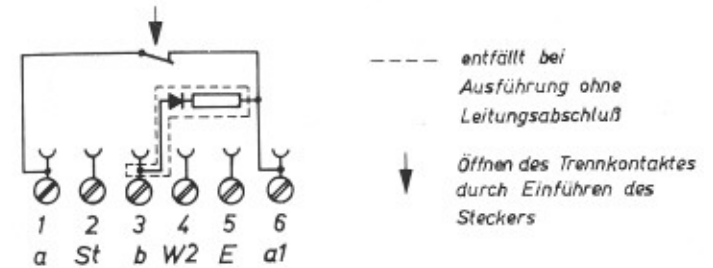 entfällt bei
Ausführung ohne
Leitungsabschluß
Öffnen des Trennkontaktes
durch Einführen des
Steckers
1 2 3 4 5 6
a St b W2 E a1